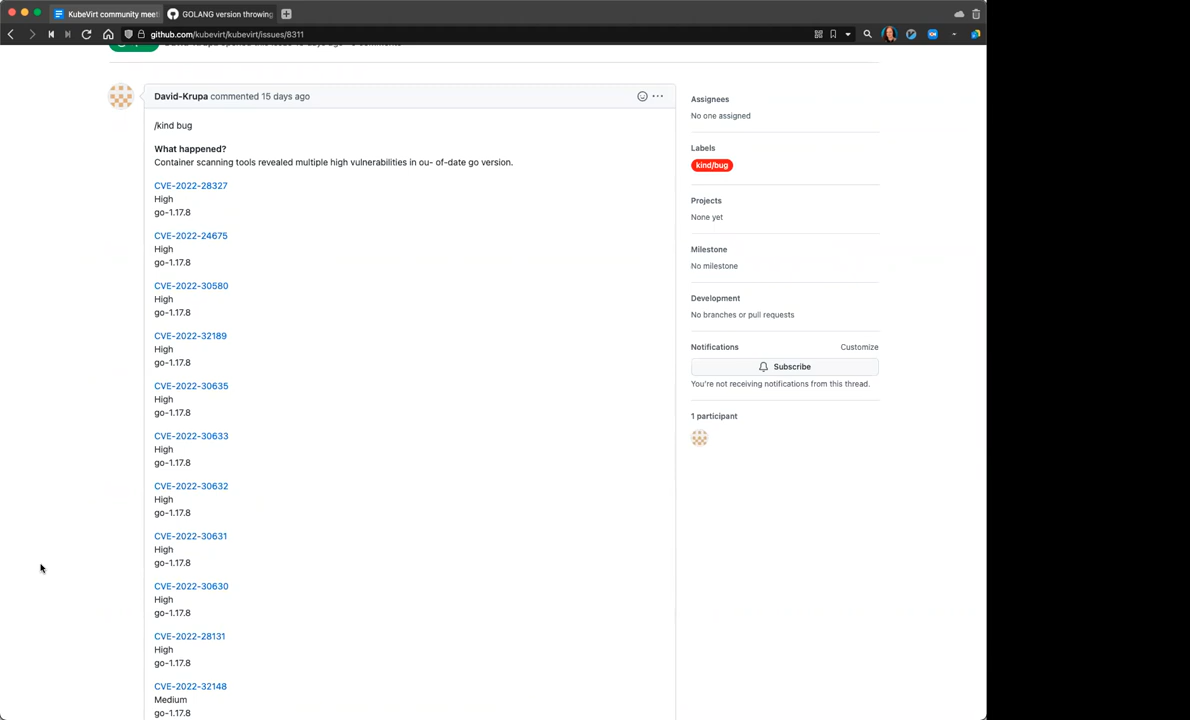 KubeVirt community meet
GOLANG version throwing
github.com/kubevirt/kubevirt/issues/8311
David-Krupa commented 15 days ago
/kind bug
What happened?
Container scanning tools revealed multiple high vulnerabilities in ou- of-date go version.
CVE-2022-28327
High
go-1.17.8
CVE-2022-24675
High
go-1.17.8
CVE-2022-30580
High
go-1.17.8
CVE-2022-32189
High
go-1.17.8
CVE-2022-30635
High
go-1.17.8
CVE-2022-30633
High
go-1.17.8
CVE-2022-30632
High
go-1.17.8
CVE-2022-30631
High
go-1.17.8
CVE-2022-30630
High
go-1.17.8
CVE-2022-28131
High
go-1.17.8
CVE-2022-32148
Medium
go-1.17.8
Assignees
No one assigned
Labels
kind/bug
Projects
None yet
Milestone
No milestone
Development
No branches or pull requests
Notifications Customize
Subscribe
You're not receiving notifications from this thread.
1 participant